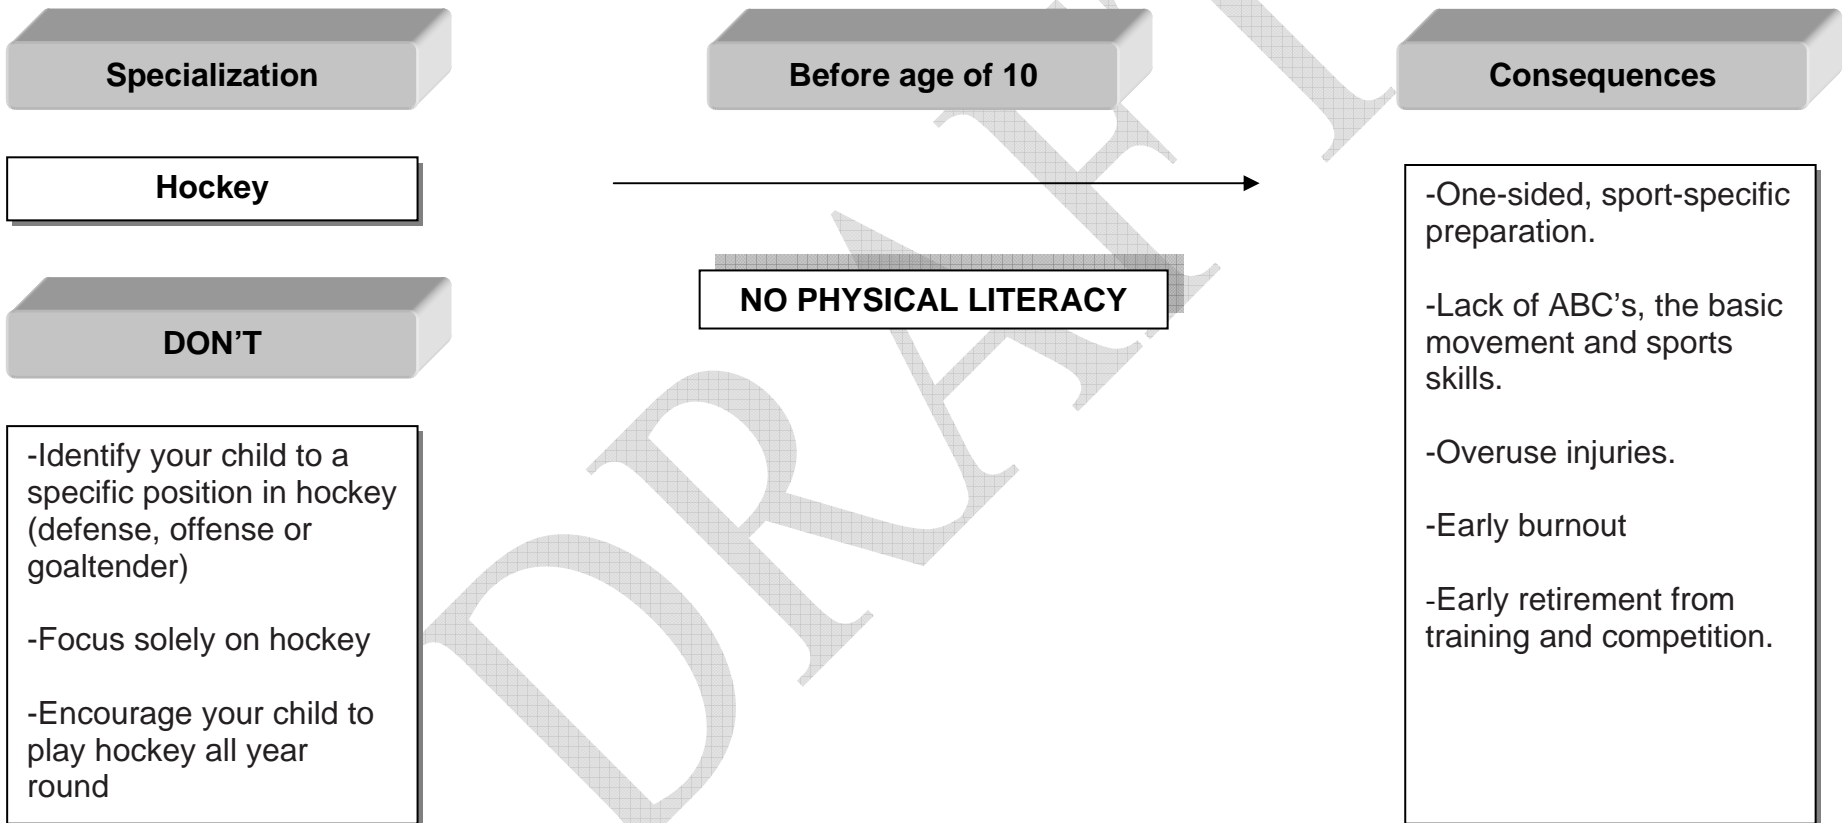 Specialization
Before age of 10
Consequences
Hockey
NO PHYSICAL LITERACY
DON'T
-Identify your child to a
specific position in hockey
(defense, offense or
goaltender)
-Focus solely on hockey
-Encourage your child to
play hockey all year
round
-One-sided, sport-specific
preparation.
-Lack of ABC's, the basic
movement and sports
skills.
-Overuse injuries.
-Early burnout
-Early retirement from
training and competition.
DRAFT